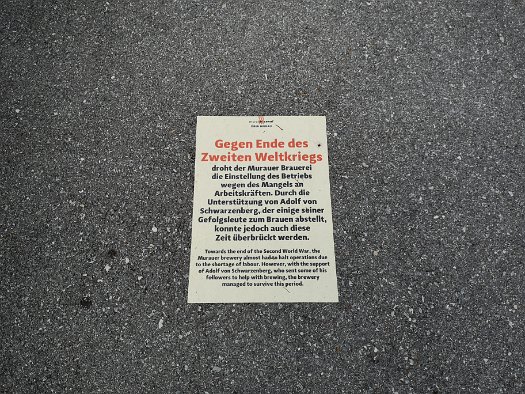 Gegen Ende des
Zweiten Weltkriegs
droht der Murauer Brauerei
die Einstellung des Betriebs
wegen des Mangels an
Arbeitskräften. Durch die
Unterstützung von Adolf von
Schwarzenberg, der einige seiner
Gefolgsleute zum Brauen abstellt,
konnte jedoch auch diese
Zeit überbrückt werden.
Towards the end of the Second World War, the
Murauer brewery almost had to halt operations due
to the shortage of labour. However, with the support
of Adolf von Schwarzenberg, who sent some of his
followers to help with brewing, the brewery
managed to survive this period.